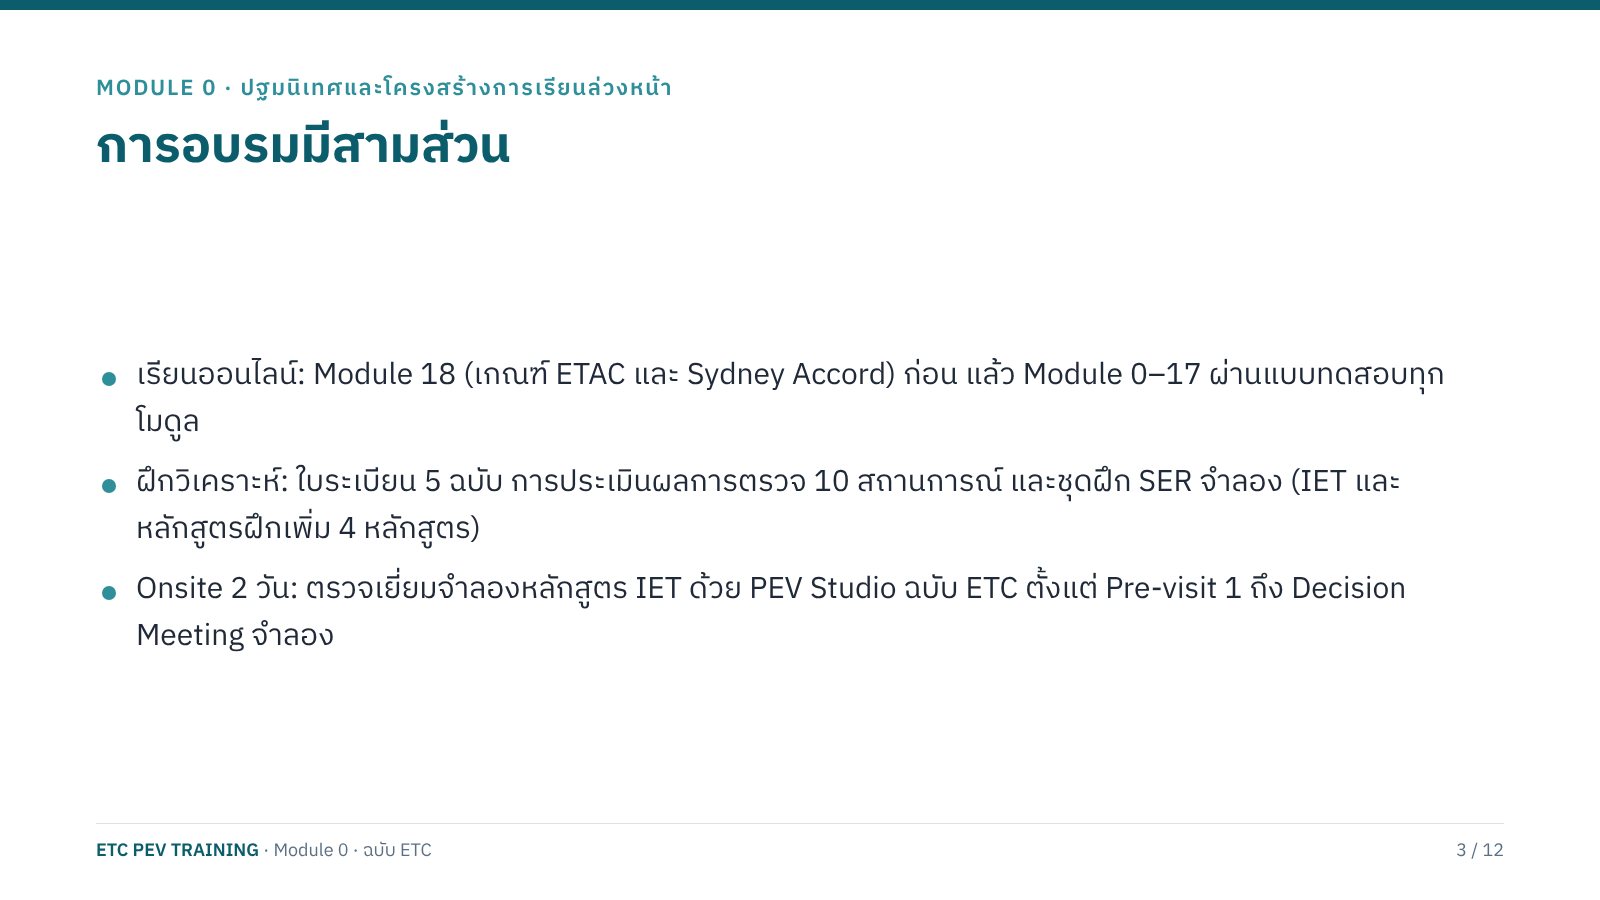 MODULE 0 · ปฐมนิเทศและโครงสร้างการเรียนล่วงหน้า
การอบรมมีสามส่วน
เรียนออนไลน์: Module 18 (เกณฑ์ ETAC และ Sydney Accord) ก่อน แล้ว Module 0–17 ผ่านแบบทดสอบทุก
โมดูล
ฝึกวิเคราะห์: ใบระเบียน 5 ฉบับ การประเมินผลการตรวจ 10 สถานการณ์ และชุดฝึก SER จำลอง (IET และ
หลักสูตรฝึกเพิ่ม 4 หลักสูตร)
Onsite 2 วัน: ตรวจเยี่ยมจำลองหลักสูตร IET ด้วย PEV Studio ฉบับ ETC ตั้งแต่ Pre-visit 1 ถึง Decision
Meeting จำลอง
ETC PEV TRAINING · Module 0 · ฉบับ ETC
3 / 12